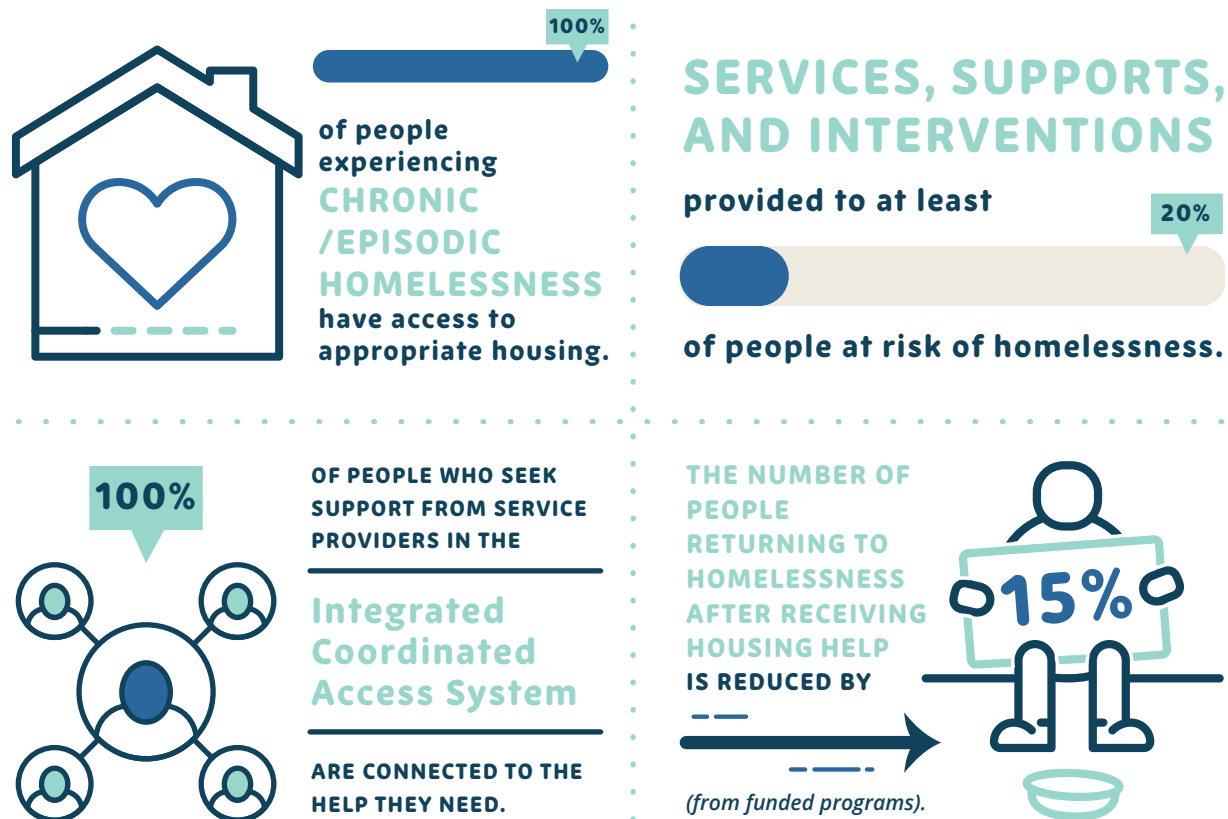 100%
of people
experiencing
CHRONIC
/EPISODIC
HOMELESSNESS
have access to
appropriate housing.
SERVICES, SUPPORTS,
AND INTERVENTIONS
provided to at least
20%
of people at risk of homelessness.
100%
OF PEOPLE WHO SEEK
SUPPORT FROM SERVICE
PROVIDERS IN THE
Integrated
Coordinated
Access System
ARE CONNECTED TO THE
HELP THEY NEED.
THE NUMBER OF
PEOPLE
RETURNING TO
HOMELESSNESS
AFTER RECEIVING
HOUSING HELP
IS REDUCED BY
15%
(from funded programs).